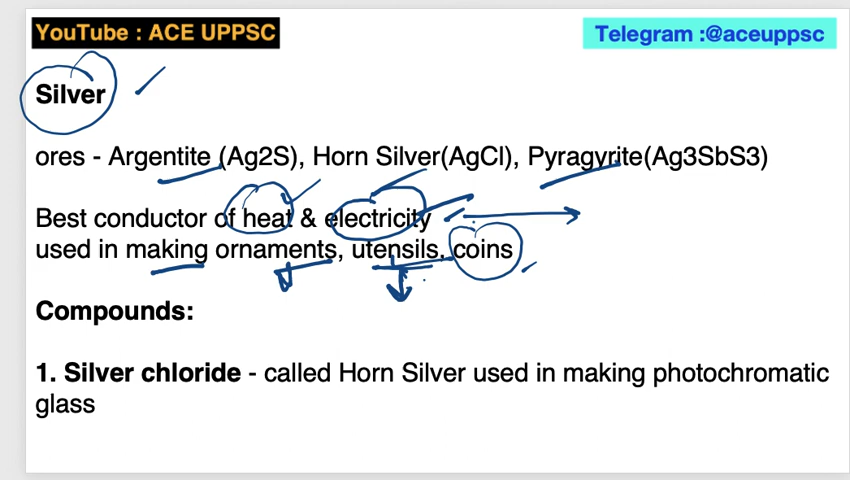 YouTube : ACE UPPSC
Telegram :@aceuppsc
Silver
ores - Argentite (Ag2S), Horn Silver(AgCl), Pyragyrite(Ag3SbS3)
Best conductor of heat & electricity
used in making ornaments, utensils, coins
Compounds:
1. Silver chloride - called Horn Silver used in making photochromatic
glass